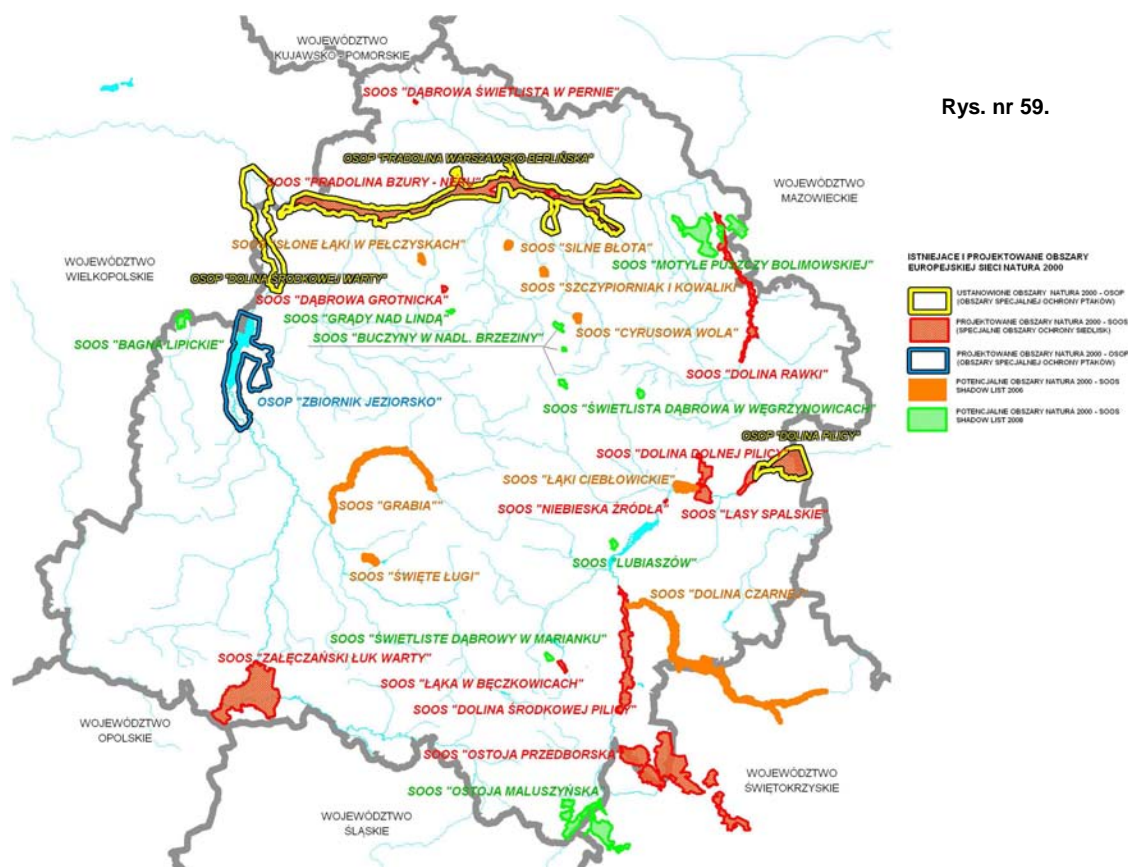 WOJEWÓDZTWO
KUJAWSKO - POMORSKIE
SOOS "DĄBROWA ŚWIETLISTA W PERNIE"
Rys. nr 59.
OSOP "PRADOLINA WARSZAWSKO BERLIŃSKA"
SOOS "PRADOLINA BZURY - NERU"
WOJEWÓDZTWO
MAZOWIECKIE
SOOS "SŁONE ŁĄKI W PEŁCZYSKACH"
SOOS "SILNE BŁOTA"
WOJEWÓDZTWO
WIELKOPOLSKIE
OSOP "DOLINA ŚRODKOWEJ WARTY"
SOOS "MOTYLE PUSZCZY BOLIMOWSKIEJ"
SOOS "SZCZYPIORNIAK I KOWALIKI"
SOOS "DĄBROWA GROTNICKA"
SOOS "GRĄDY NAD LINDĄ"
SOOS "BUCZYNY W NADL. BRZEZINY"
SOOS "CYRUSOWA WOLA"
SOOS "BAGNA LIPICKIE"
SOOS "DOLINA RAWKI"
OSOP "ZBIORNIK JEZIORSKO"
SOOS "ŚWIETLISTA DĄBROWA W WĘGRZYNOWICACH"
OSOP "DOLINA PILICY"
SOOS "DOLINA DOLNEJ PILICY"
SOOS "ŁĄKI CIEBŁOWICKIE"
SOOS "GRABIA""
SOOS "NIEBIESKA ŹRÓDŁA"
SOOS "LASY SPALSKIE"
SOOS "LUBIASZÓW"
SOOS "ŚWIĘTE ŁUGI"
SOOS "DOLINA CZARNEJ"
SOOS "ŚWIETLISTE DĄBROWY W MARIANKU"
SOOS "ZAŁĘCZAŃSKI ŁUK WARTY"
SOOS "ŁĄKA W BĘCZKOWICACH"
SOOS "DOLINA ŚRODKOWEJ PILICY"
WOJEWÓDZTWO
OPOLSKIE
SOOS "OSTOJA PRZEDBORSKA"
WOJEWÓDZTWO
ŚWIĘTOKRZYSKIE
SOOS "OSTOJA MALUSZYŃSKA
WOJEWÓDZTWO
ŚLĄSKIE
ISTNIEJACE I PROJEKTOWANE OBSZARY
EUROPEJSKIEJ SIECI NATURA 2000
USTANOWIONE OBSZARY NATURA 2000 - OSOP
(OBSZARY SPECJALNEJ OCHRONY PTAKÓW)
PROJEKTOWANE OBSZARY NATURA 2000 - SOOS
(SPECJALNE OBSZARY OCHRONY SIEDLISK)
PROJEKTOWANE OBSZARY NATURA 2000 - OSOP
(OBSZARY SPECJALNEJ OCHRONY PTAKÓW)
POTENCJALNE OBSZARY NATURA 2000 - SOOS
SHADOW LIST 2006
POTENCJALNE OBSZARY NATURA 2000 - SOOS
SHADOW LIST 2008